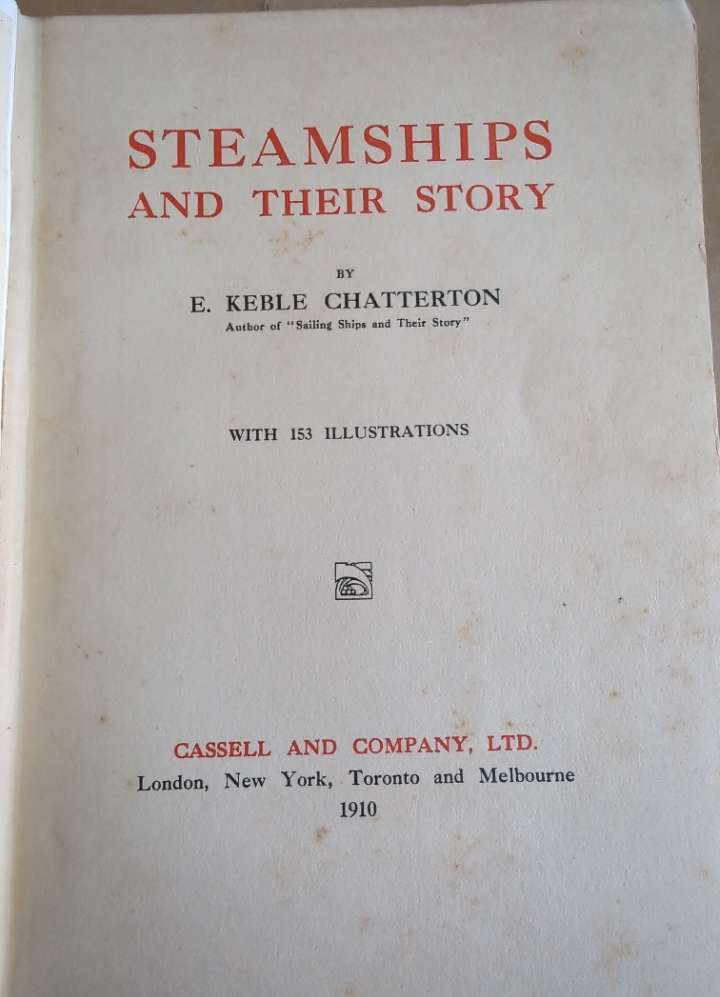 STEAMSHIPS
AND THEIR STORY
BY
E. KEBLE CHATTERTON
Author of "Sailing Ships and Their Story"
WITH 153 ILLUSTRATIONS
CASSELL AND COMPANY, LTD.
London, New York, Toronto and Melbourne
1910